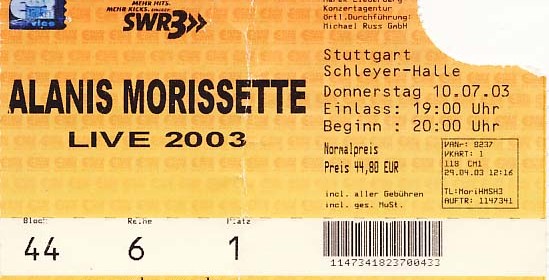 MEHR HITS.
MEHR KICKS.
SWR3
Konzertagentur
Örtl.Durchführung:
Michael Russ GmbH
Stuttgart
Schleyer-Halle
ALANIS MORISSETTE
Donnerstag 10.07.03
Einlass: 19:00 Uhr
LIVE 2003
Beginn : 20:00 Uhr
Normalpreis
Preis 44,80 EUR
VANr: 8237
VKART: 1
118 CM1
29.04.03 12:16
TL:MoriHMSH3
AUFTR: 1147341
incl. aller Gebühren
incl. ges. MwSt.
Block Reihe Platz
44 6 1
1147341823700433